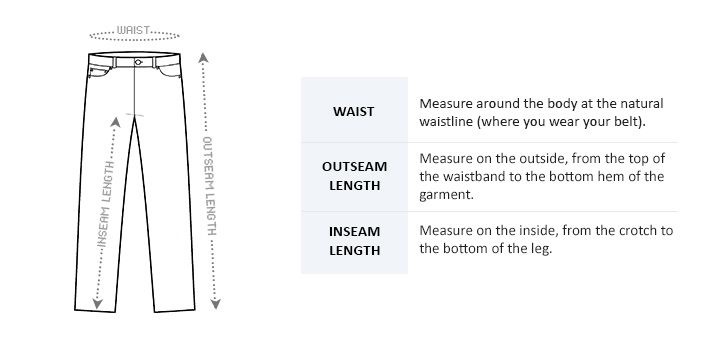 WAIST
INSEAM LENGTH
OUTSEAM LENGTH
WAIST
Measure around the body at the natural
waistline (where you wear your belt).
OUTSEAM
LENGTH
Measure on the outside, from the top of
the waistband to the bottom hem of the
garment.
INSEAM
LENGTH
Measure on the inside, from the crotch to
the bottom of the leg.